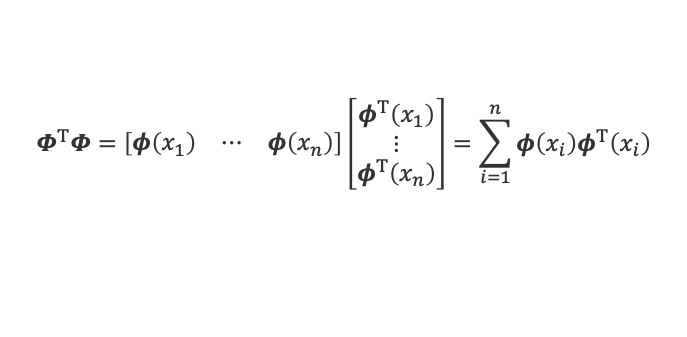 𝜱ᵀ𝜱 = [𝝓(𝑥₁) ⋯ 𝝓(𝑥ₙ)] [𝝓ᵀ(𝑥₁) ⋮ 𝝓ᵀ(𝑥ₙ)] = ∑ᵢ₌₁ⁿ 𝝓(𝑥ᵢ)𝝓ᵀ(𝑥ᵢ)